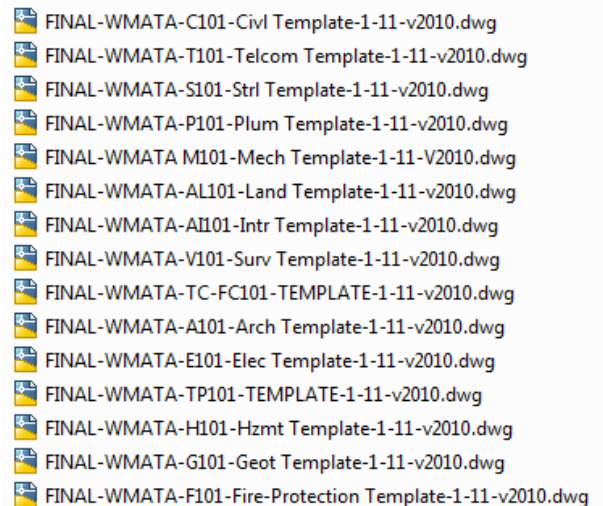 FINAL-WMATA-C101-Civl Template-1-11-v2010.dwg
FINAL-WMATA-T101-Telcom Template-1-11-v2010.dwg
FINAL-WMATA-S101-Strl Template-1-11-v2010.dwg
FINAL-WMATA-P101-Plum Template-1-11-v2010.dwg
FINAL-WMATA M101-Mech Template-1-11-V2010.dwg
FINAL-WMATA-AL101-Land Template-1-11-v2010.dwg
FINAL-WMATA-AI101-Intr Template-1-11-v2010.dwg
FINAL-WMATA-V101-Surv Template-1-11-v2010.dwg
FINAL-WMATA-TC-FC101-TEMPLATE-1-11-v2010.dwg
FINAL-WMATA-A101-Arch Template-1-11-v2010.dwg
FINAL-WMATA-E101-Elec Template-1-11-v2010.dwg
FINAL-WMATA-TP101-TEMPLATE-1-11-v2010.dwg
FINAL-WMATA-H101-Hzmt Template-1-11-v2010.dwg
FINAL-WMATA-G101-Geot Template-1-11-v2010.dwg
FINAL-WMATA-F101-Fire-Protection Template-1-11-v2010.dwg